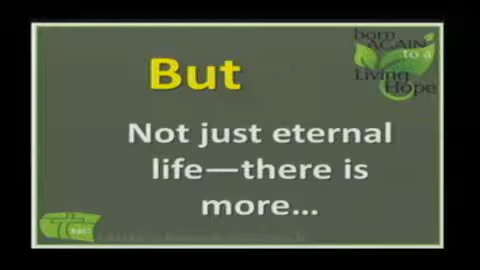 born
AGAIN
to a
Living
Hope
But
Not just eternal
life—there is
more...